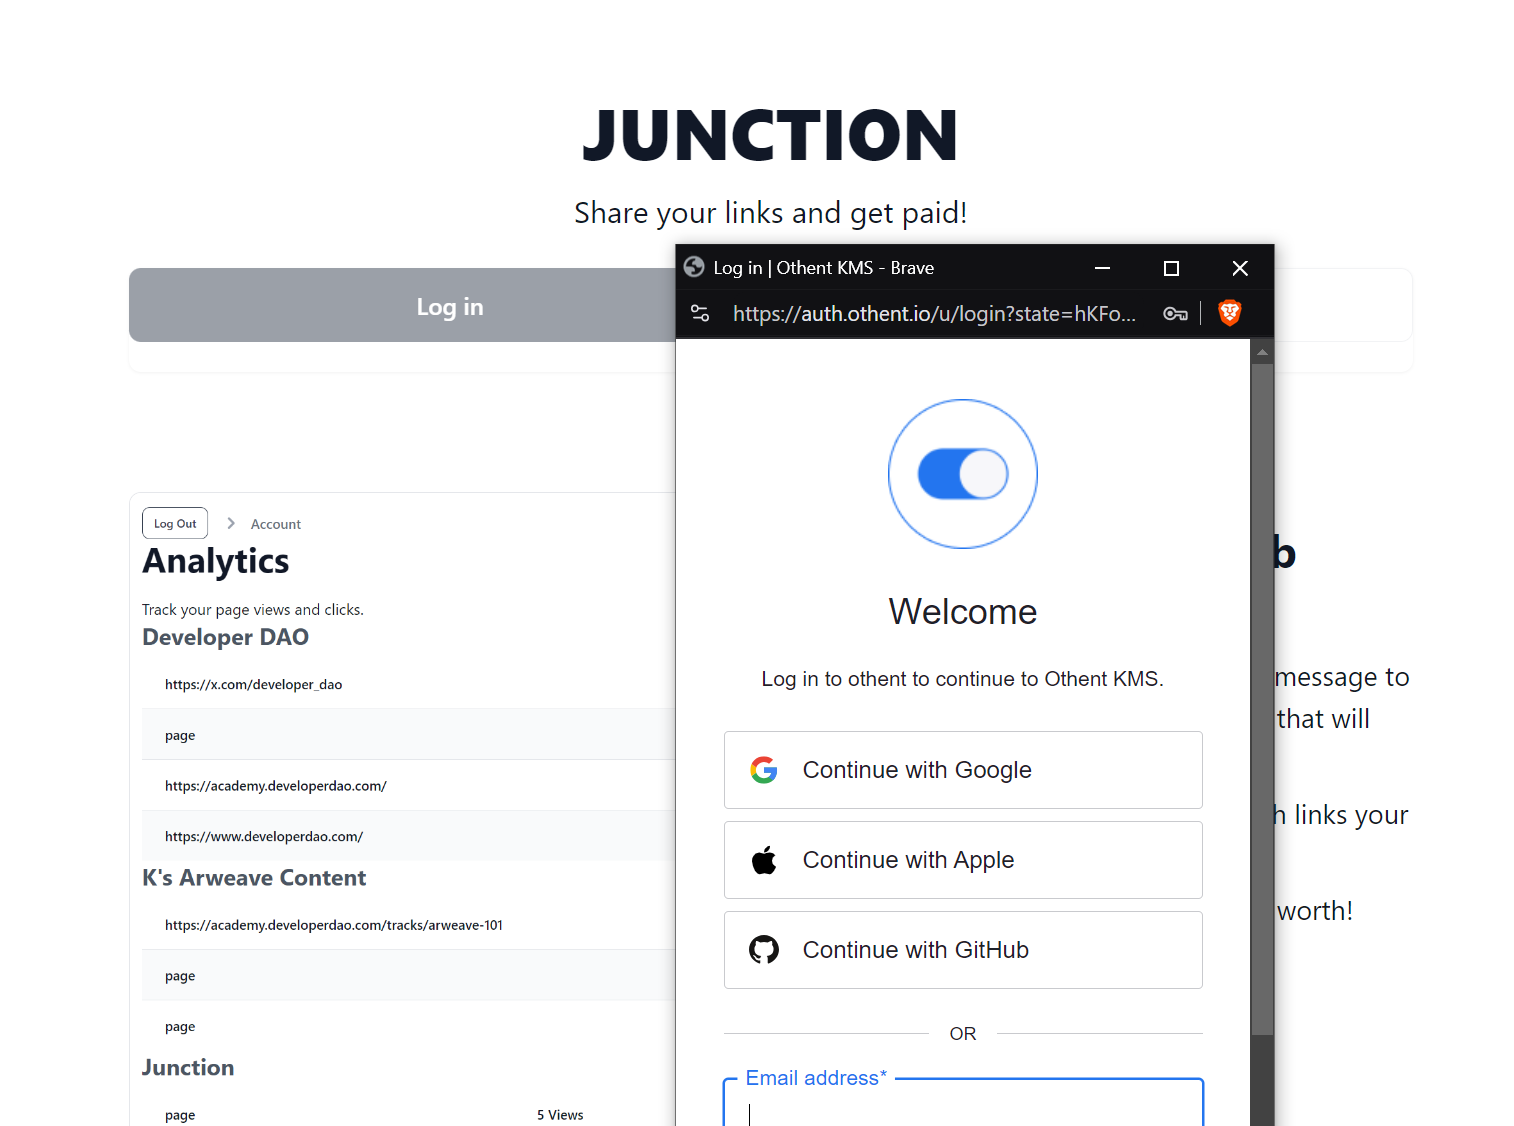 JUNCTION
Share your links and get paid!
Log in
Log Out
Account
Analytics
Track your page views and clicks.
Developer DAO
https://x.com/developer_dao
page
https://academy.developerdao.com/
https://www.developerdao.com/
K's Arweave Content
https://academy.developerdao.com/tracks/arweave-101
page
page
Junction
page 5 Views
Log in | Othent KMS - Brave
https://auth.othent.io/u/login?state=hKFo...
Welcome
Log in to othent to continue to Othent KMS.
Continue with Google
Continue with Apple
Continue with GitHub
OR
Email address*
b
message to
that will
links your
worth!